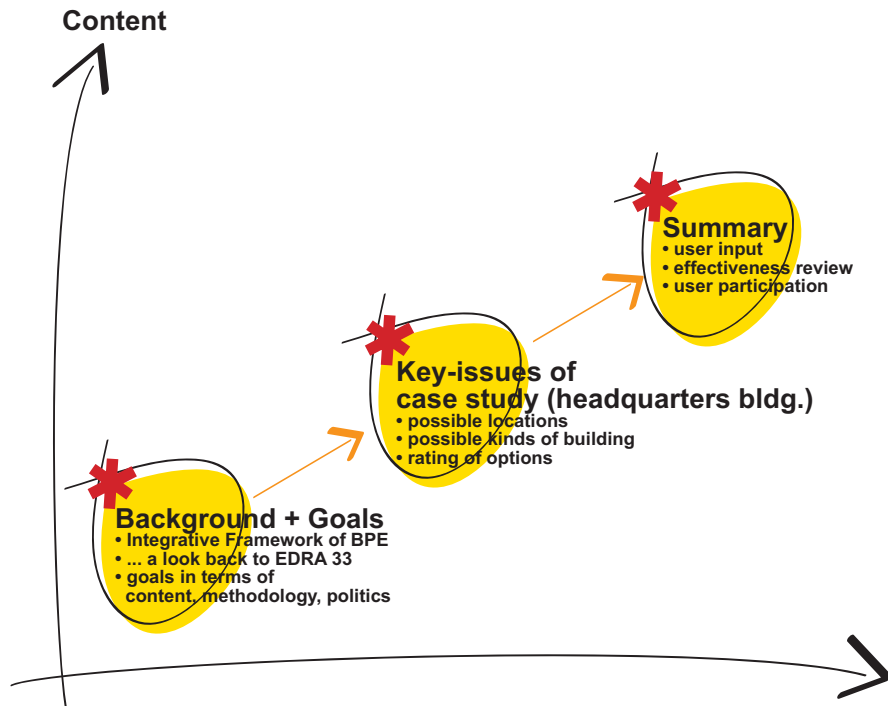 Content
Summary
• user input
• effectiveness review
• user participation
Key-issues of
case study (headquarters bldg.)
• possible locations
• possible kinds of building
• rating of options
Background + Goals
• Integrative Framework of BPE
• ... a look back to EDRA 33
• goals in terms of
content, methodology, politics